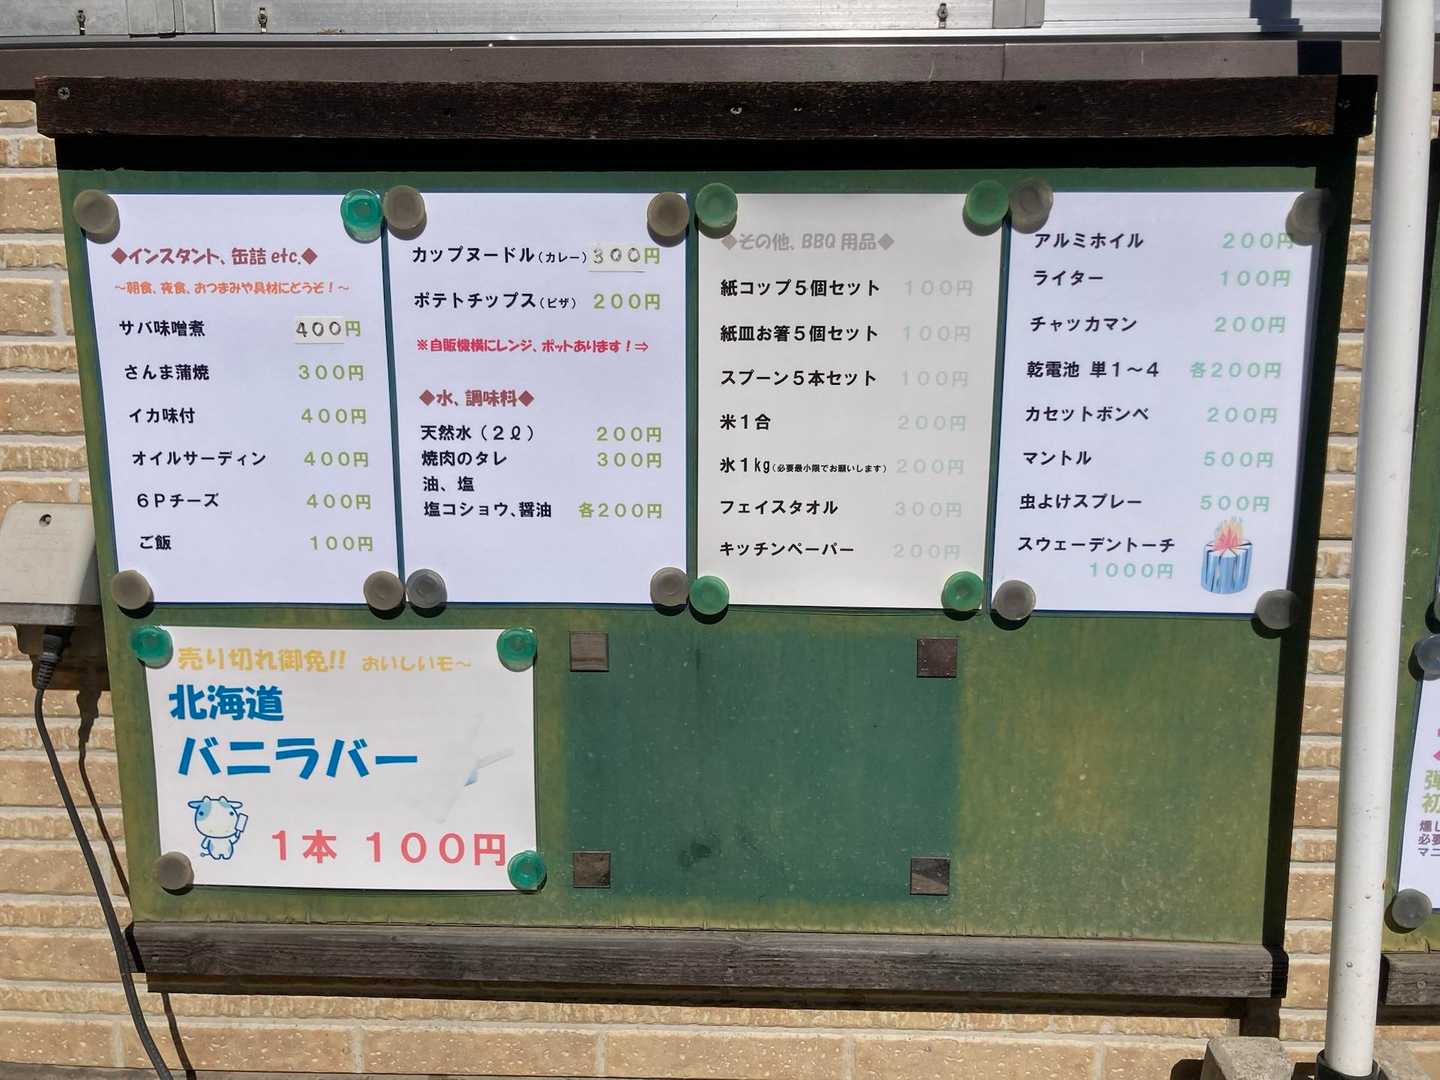 ◆インスタント、缶詰 etc.◆
～朝食、夜食、おつまみや具材にどうぞ！～
サバ味噌煮 400円
さんま蒲焼 300円
イカ味付 400円
オイルサーディン 400円
6Pチーズ 400円
ご飯 100円
カップヌードル(カレー) 300円
ポテトチップス(ピザ) 200円
※自販機横にレンジ、ポットあります！⇒
◆水、調味料◆
天然水（2ℓ） 200円
焼肉のタレ 300円
油、塩
塩コショウ、醤油 各200円
◆その他、BBQ 用品◆
紙コップ5個セット 100円
紙皿お箸5個セット 100円
スプーン5本セット 100円
米1合 200円
氷1kg(必要最小限でお願いします) 200円
フェイスタオル 300円
キッチンペーパー 200円
アルミホイル 200円
ライター 100円
チャッカマン 200円
乾電池 単1～4 各200円
カセットボンベ 200円
マントル 500円
虫よけスプレー 500円
スウェーデントーチ
1000円
売り切れ御免!! おいしいモ～
北海道
バニラバー
1本 100円
弾
初
燻し
必要
マニ